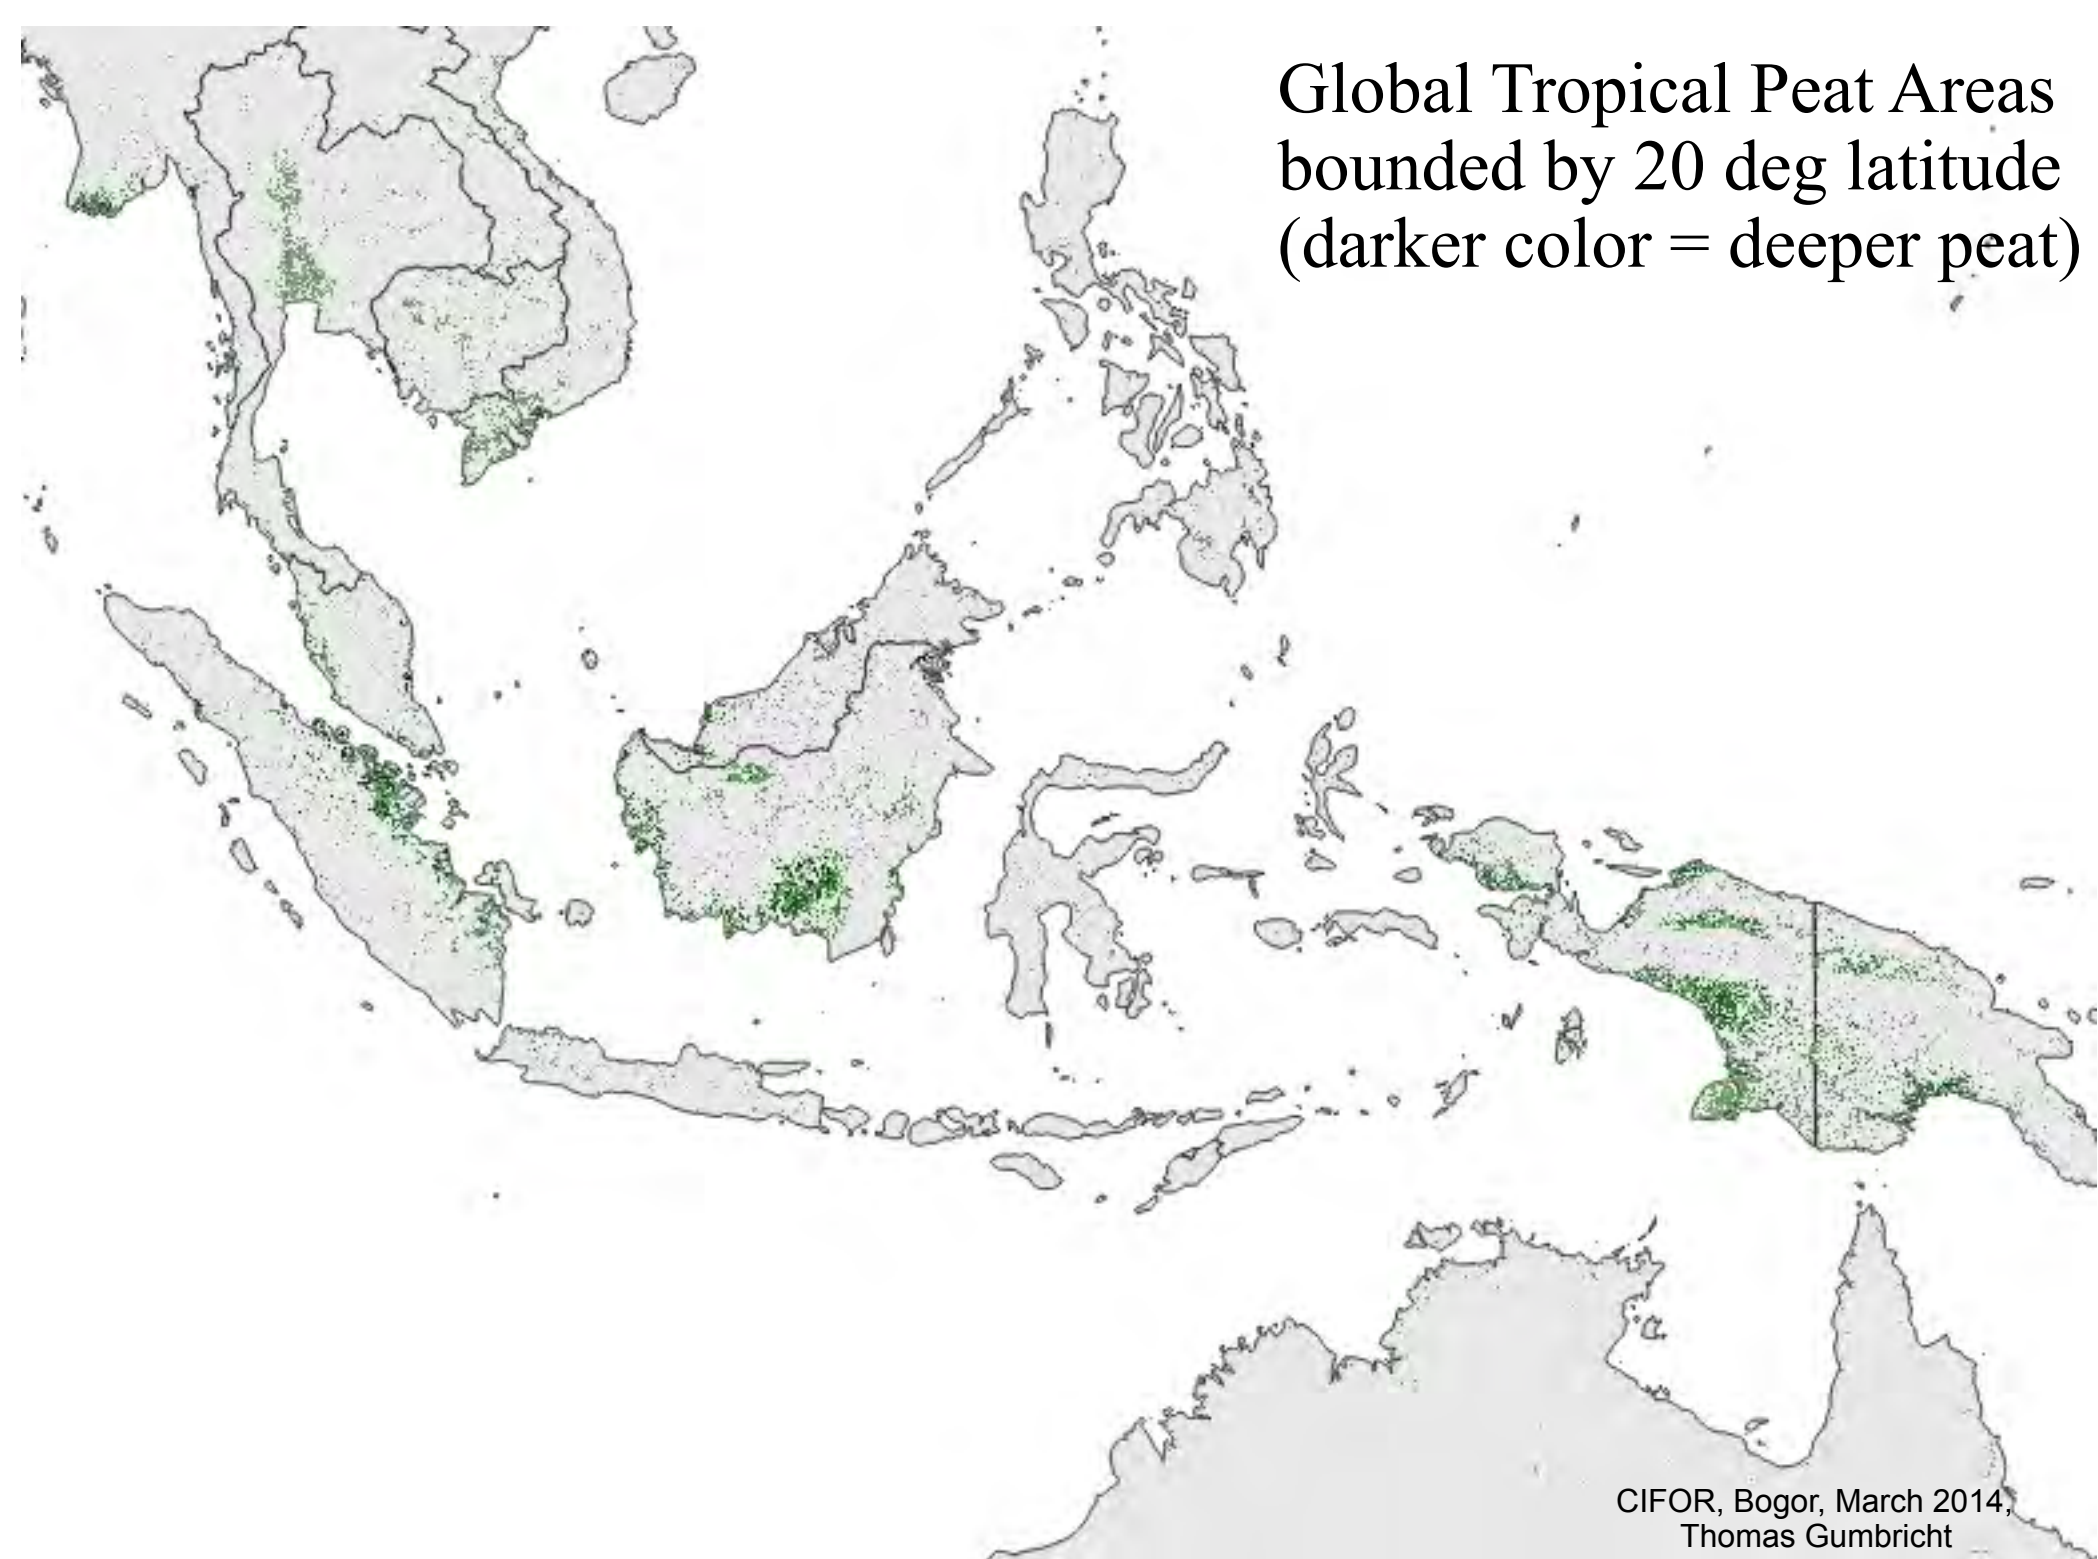 Global Tropical Peat Areas
bounded by 20 deg latitude
(darker color = deeper peat)
CIFOR, Bogor, March 2014,
Thomas Gumbricht